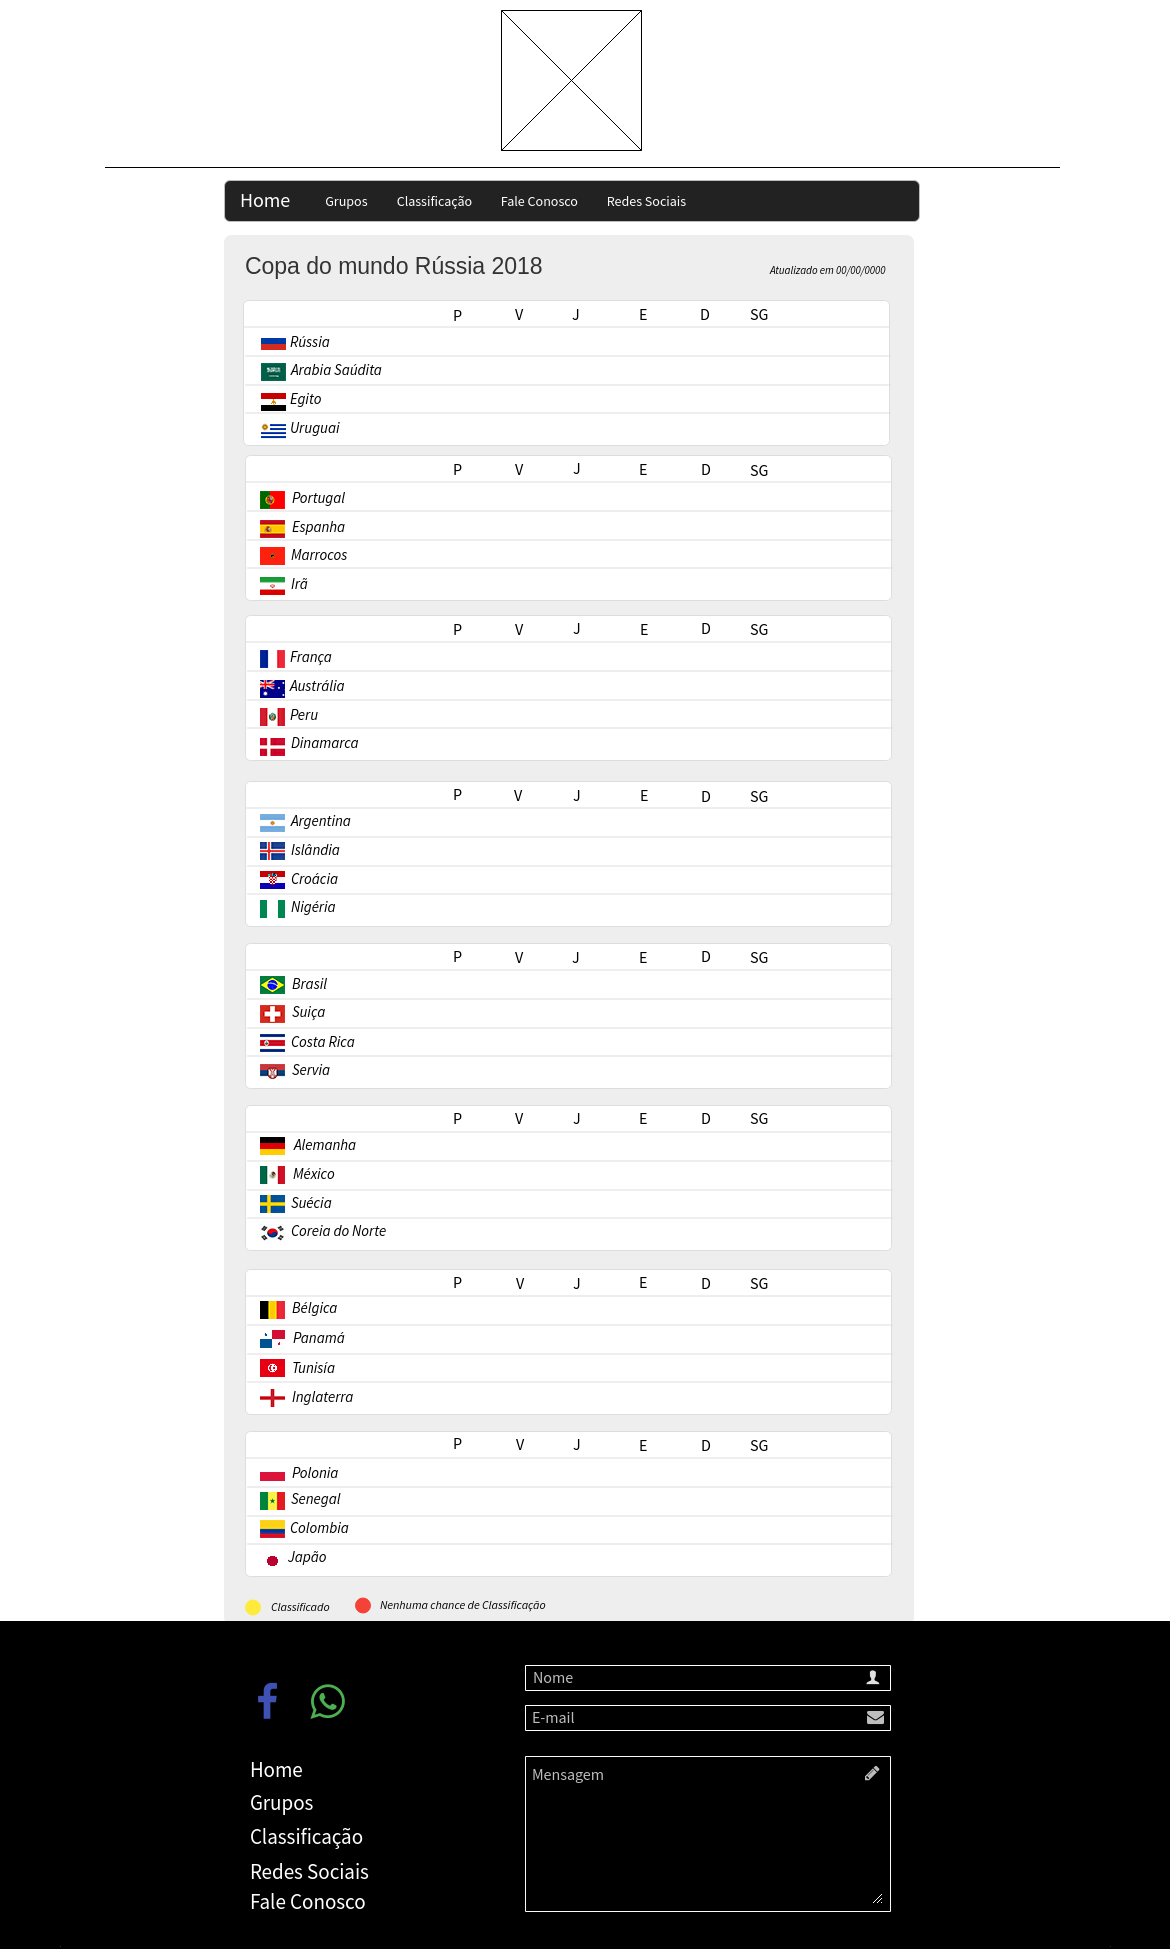 Home Grupos Classificação Fale Conosco Redes Sociais
Copa do mundo Rússia 2018 Atualizado em 00/00/0000
P V J E D SG
Rússia
Arabia Saúdita
Egito
Uruguai
P V J E D SG
Portugal
Espanha
Marrocos
Irã
P V J E D SG
França
Austrália
Peru
Dinamarca
P V J E D SG
Argentina
Islândia
Croácia
Nigéria
P V J E D SG
Brasil
Suiça
Costa Rica
Servia
P V J E D SG
Alemanha
México
Suécia
Coreia do Norte
P V J E D SG
Bélgica
Panamá
Tunisía
Inglaterra
P V J E D SG
Polonia
Senegal
Colombia
Japão
Classificado Nenhuma chance de Classificação
Nome
E-mail
Mensagem
Home
Grupos
Classificação
Redes Sociais
Fale Conosco